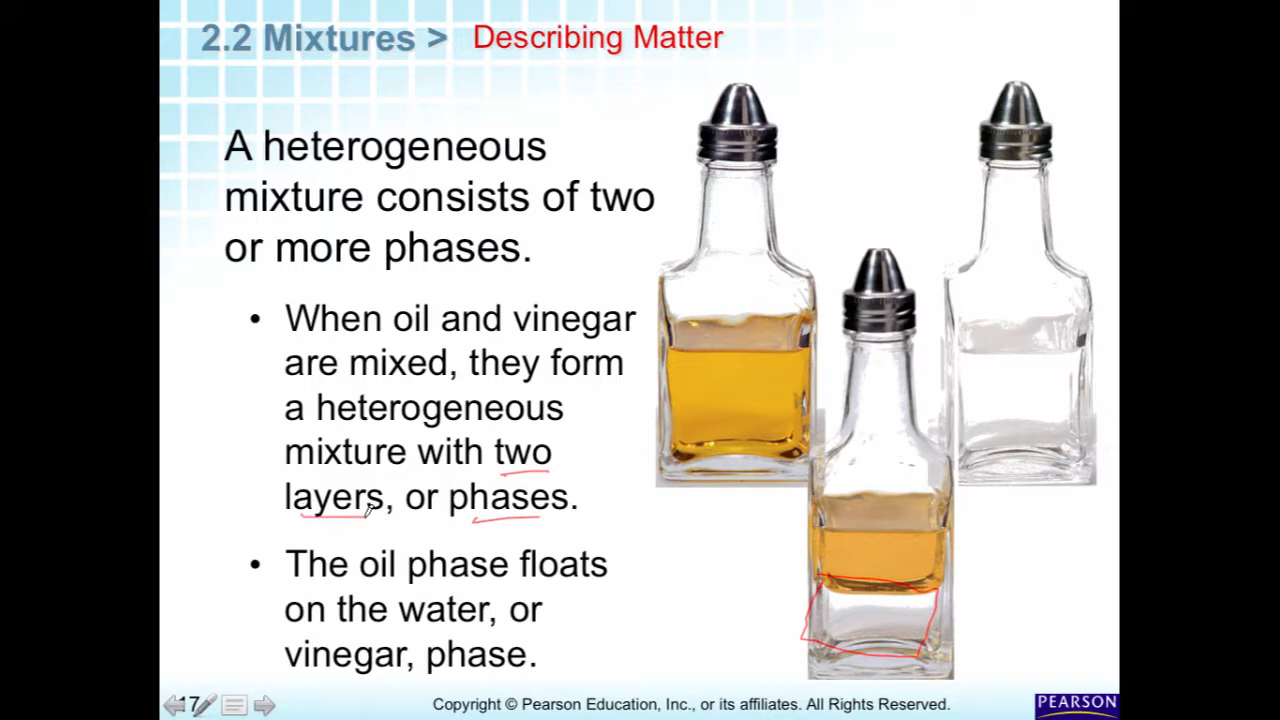 2.2 Mixtures > Describing Matter
A heterogeneous
mixture consists of two
or more phases.
• When oil and vinegar
are mixed, they form
a heterogeneous
mixture with two
layers, or phases.
• The oil phase floats
on the water, or
vinegar, phase.
17
Copyright © Pearson Education, Inc., or its affiliates. All Rights Reserved.
PEARSON